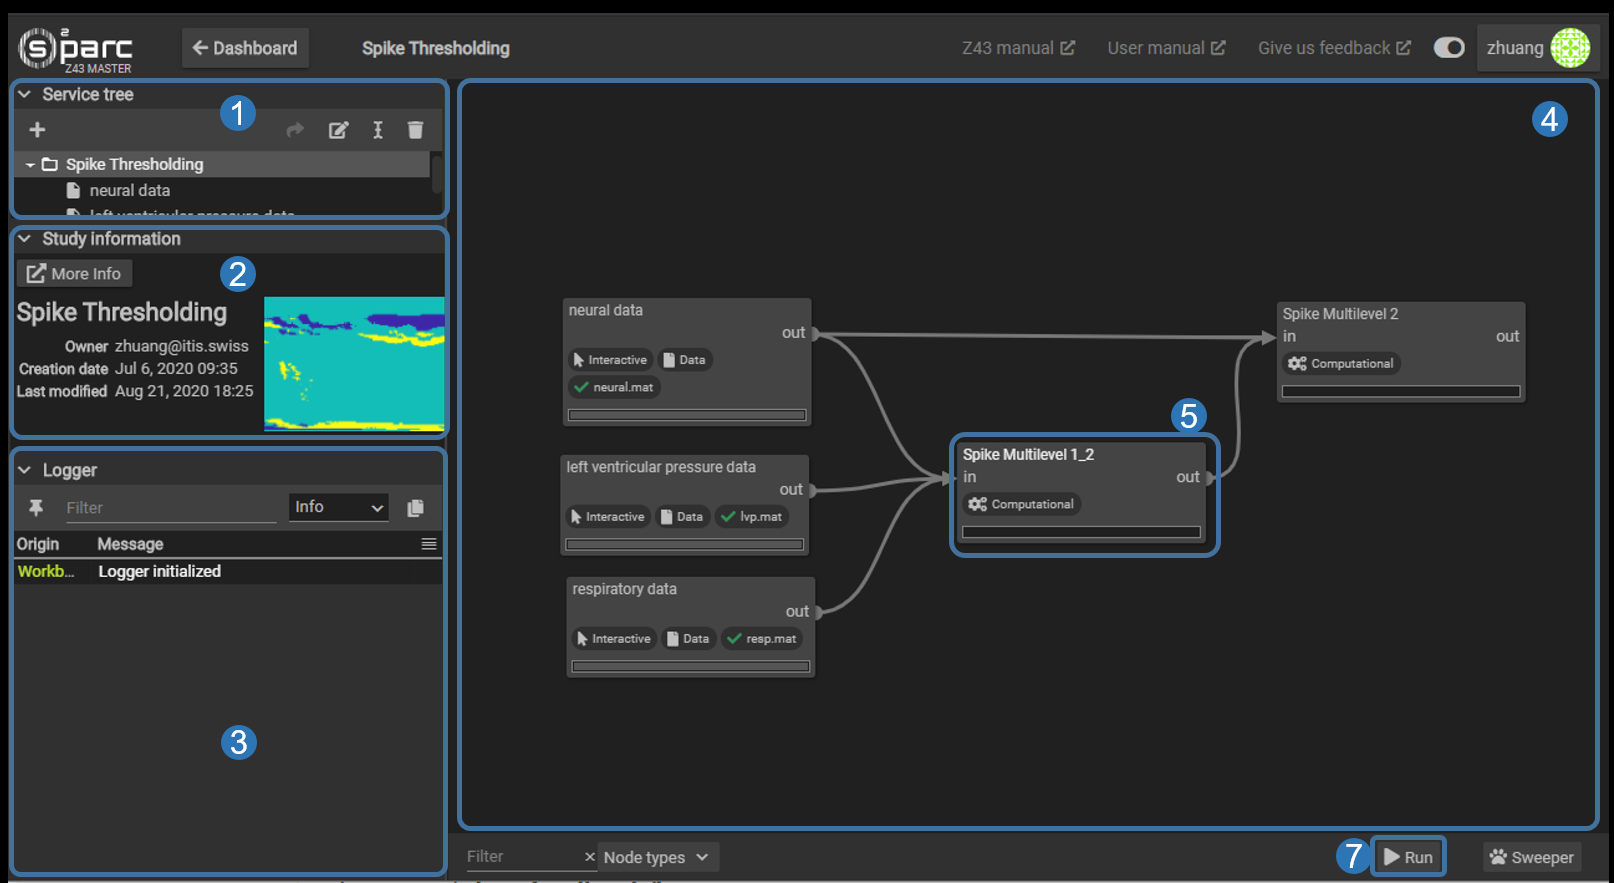 s2parc
Z43 MASTER
Dashboard
Spike Thresholding
Z43 manual
User manual
Give us feedback
zhuang
Service tree
1
Spike Thresholding
neural data
left ventricular pressure data
Study information
More Info
2
Spike Thresholding
Owner zhuang@itis.swiss
Creation date Jul 6, 2020 09:35
Last modified Aug 21, 2020 18:25
Logger
Filter
Info
Origin Message
Workb... Logger initialized
3
4
neural data
out
Interactive Data
neural.mat
left ventricular pressure data
out
Interactive Data lvp.mat
respiratory data
out
Interactive Data resp.mat
5
Spike Multilevel 1_2
in out
Computational
Spike Multilevel 2
in out
Computational
Filter × Node types
7 Run
Sweeper